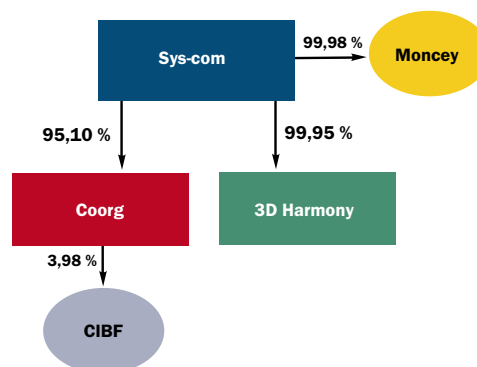 Sys-com
99,98 %
Moncey
95,10 %
99,95 %
Coorg
3D Harmony
3,98 %
CIBF